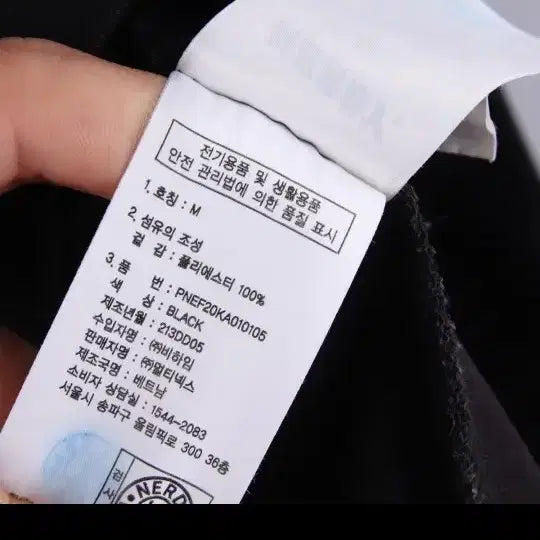 전기용품 및 생활용품
안전 관리법에 의한 품질 표시
1. 호칭 : M
2. 섬유의 조성
겉 감 : 폴리에스터 100%
3. 품 번 : PNEF20KA010105
색 상 : BLACK
제조년월 : 213DD05
수입자명 : ㈜비하임
판매자명 : ㈜멀티넥스
제조국명 : 베트남
소비자 상담실 : 1544-2083
서울시 송파구 올림픽로 300 36층
검사
NERD